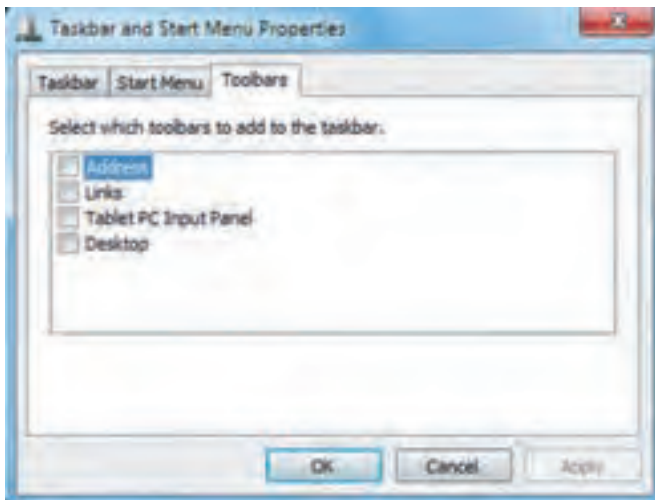 Taskbar and Start Menu Properties
Taskbar Start Menu Toolbars
Select which toolbars to add to the taskbar.
Address
Links
Tablet PC Input Panel
Desktop
OK Cancel Apply